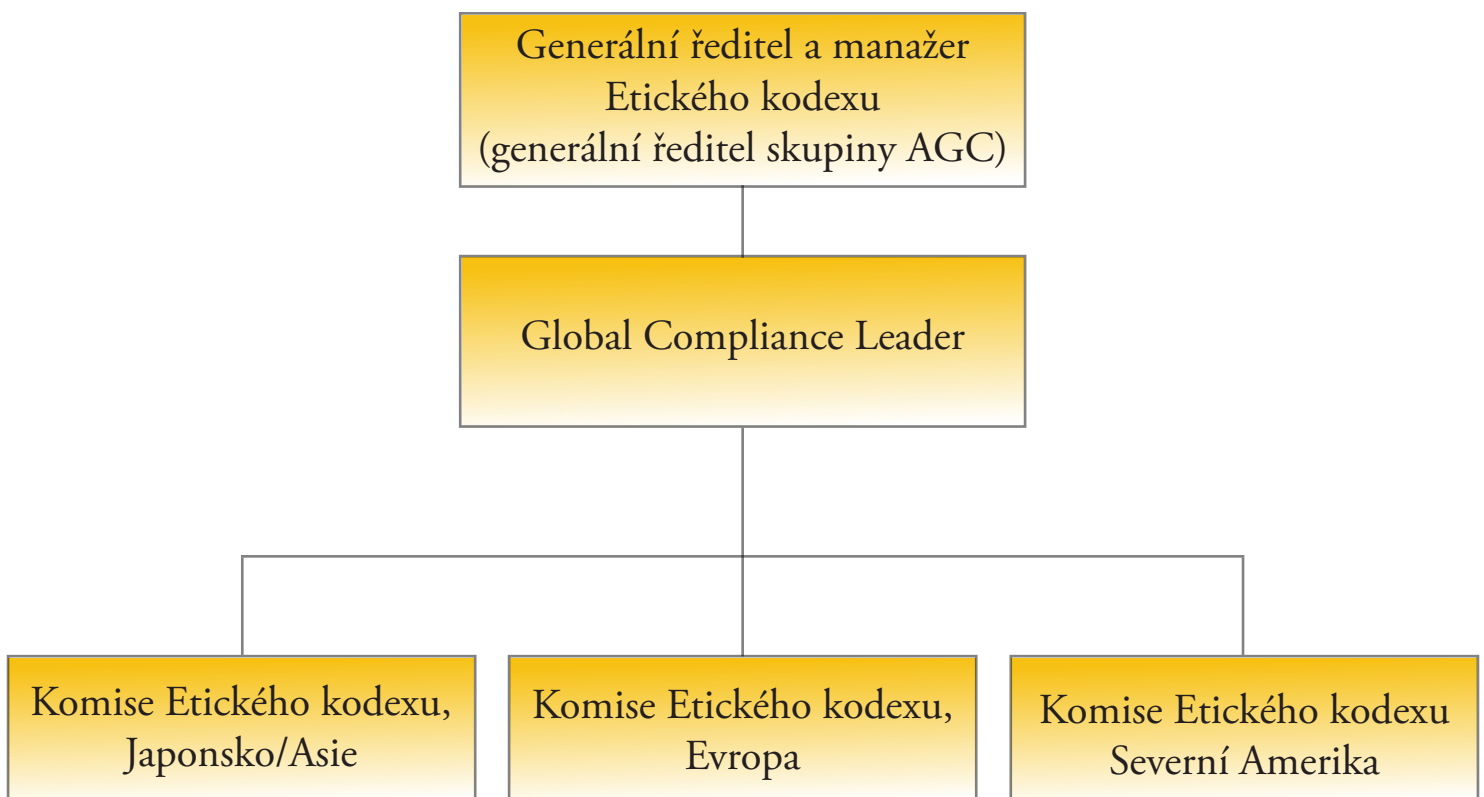 Generální ředitel a manažer
Etického kodexu
(generální ředitel skupiny AGC)
Global Compliance Leader
Komise Etického kodexu,
Japonsko/Asie
Komise Etického kodexu,
Evropa
Komise Etického kodexu
Severní Amerika